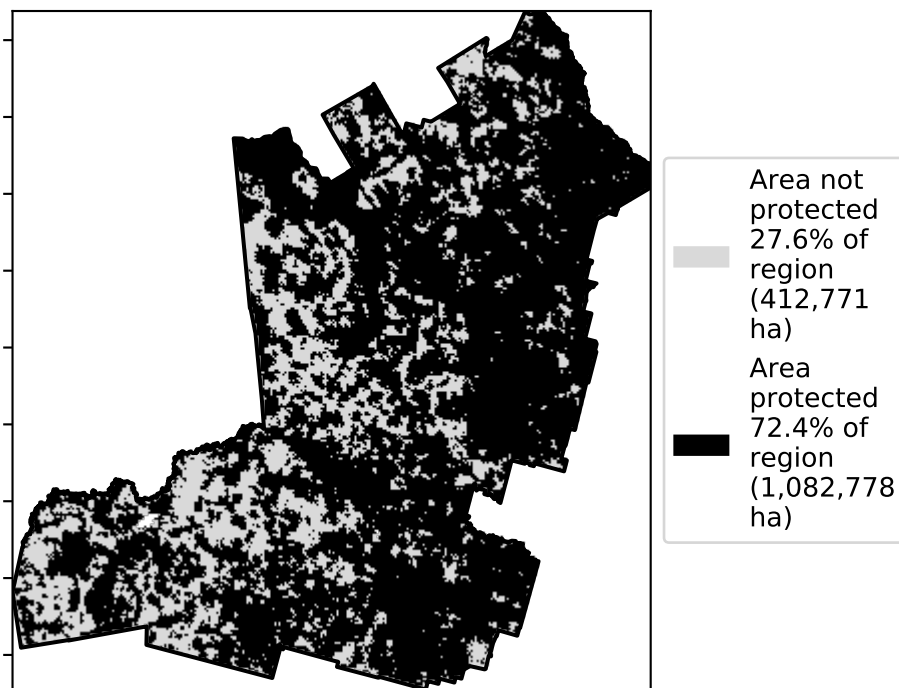 Area not
protected
27.6% of
region
(412,771
ha)
Area
protected
72.4% of
region
(1,082,778
ha)